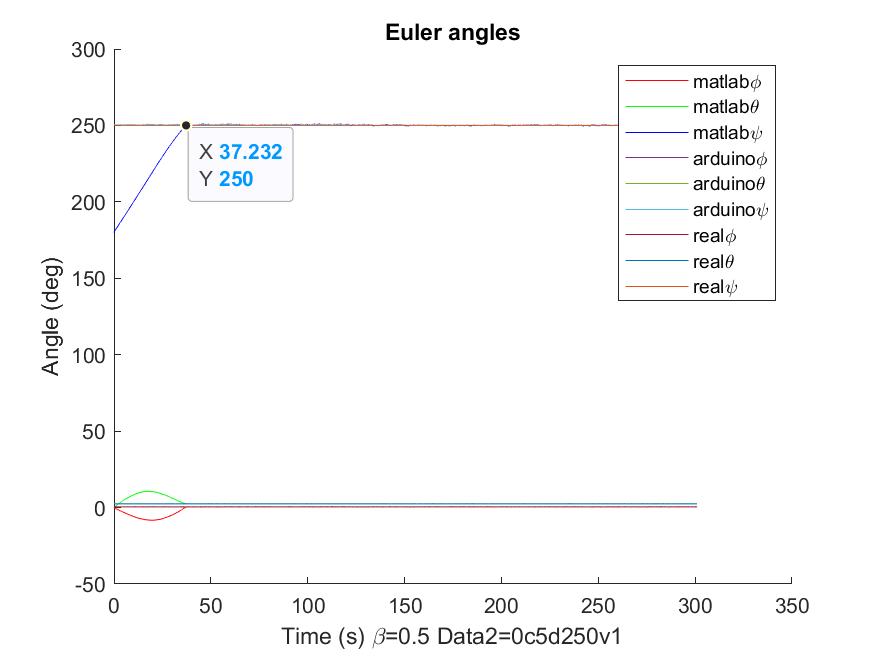 Euler angles
300
250
200
150
100
50
0
-50
Angle (deg)
X 37.232
Y 250
matlabϕ
matlabθ
matlabψ
arduinoϕ
arduinoθ
arduinoψ
realϕ
realθ
realψ
0 50 100 150 200 250 300 350
Time (s) β=0.5 Data2=0c5d250v1